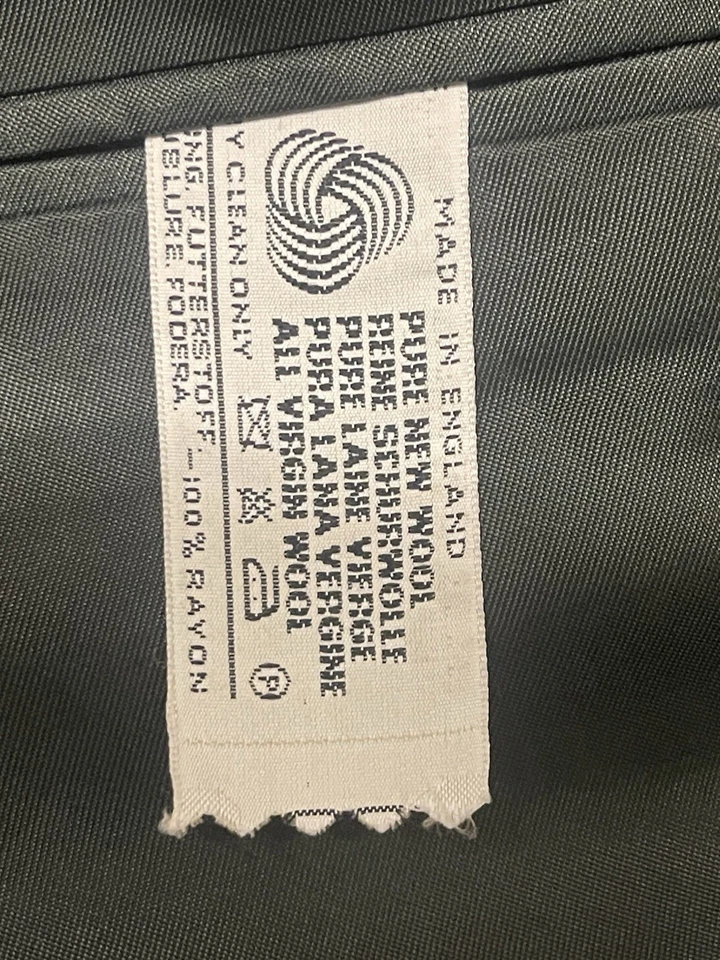 MADE IN ENGLAND
PURE NEW WOOL
REINE SCHURWOLLE
PURE LAINE VIERGE
PURA LANA VERGINE
ALL VIRGIN WOOL
Y CLEAN ONLY
P
NG. FUTTERSTOFF.
BLURE. FODERA. 100% RAYON